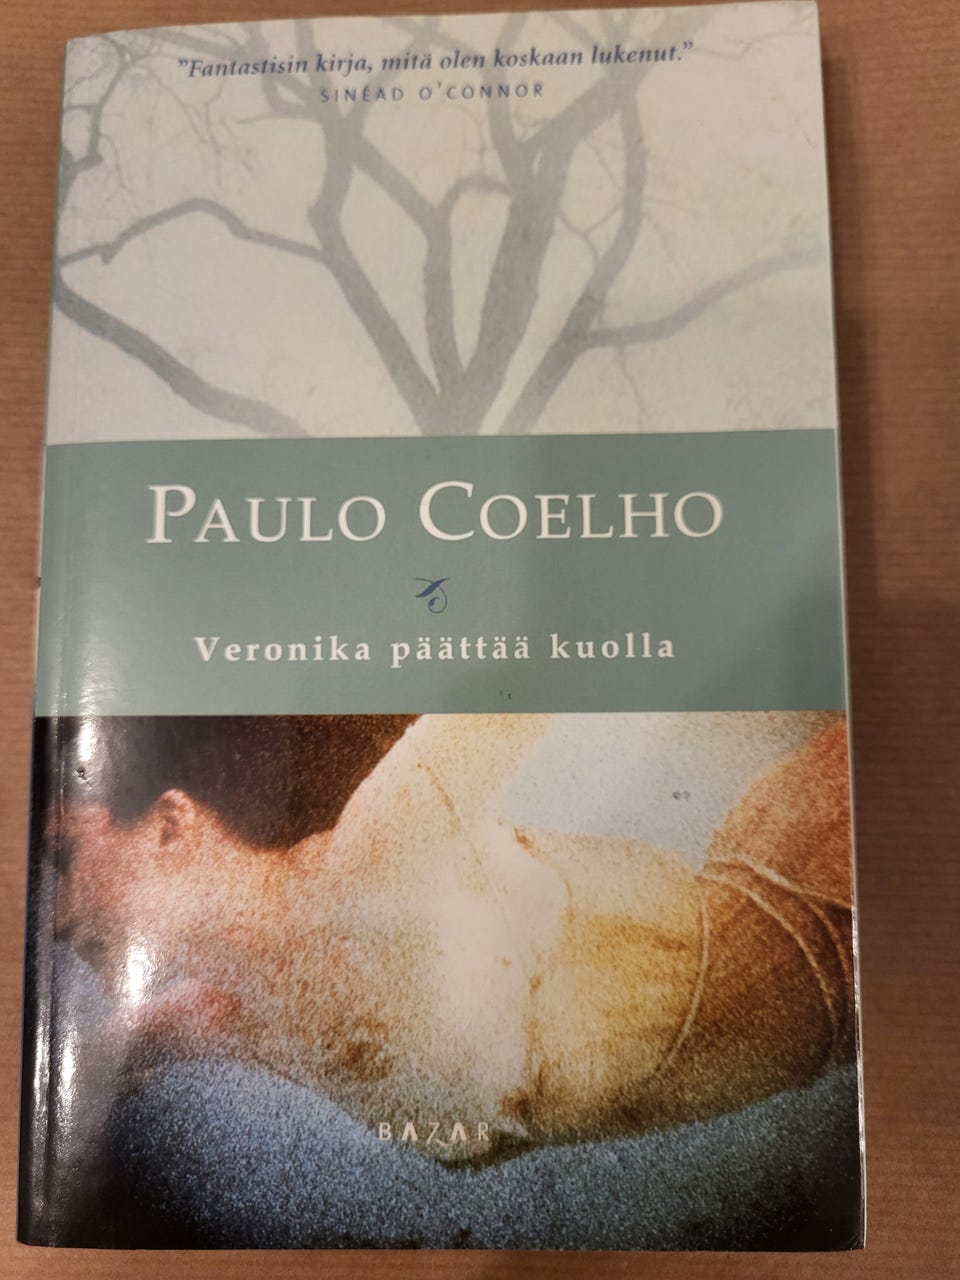 ”Fantastisin kirja, mitä olen koskaan lukenut.”
SINÉAD O'CONNOR
PAULO COELHO
Veronika päättää kuolla
BAZAR